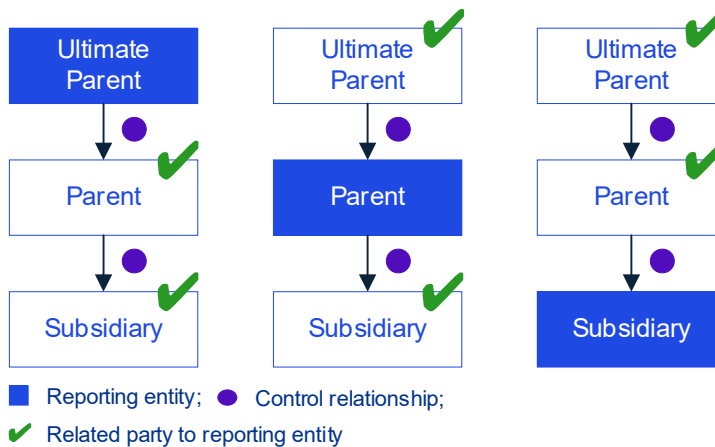 Ultimate
Parent
Ultimate
Parent
Ultimate
Parent
Parent
Parent
Parent
Subsidiary
Subsidiary
Subsidiary
Reporting entity; Control relationship;
Related party to reporting entity